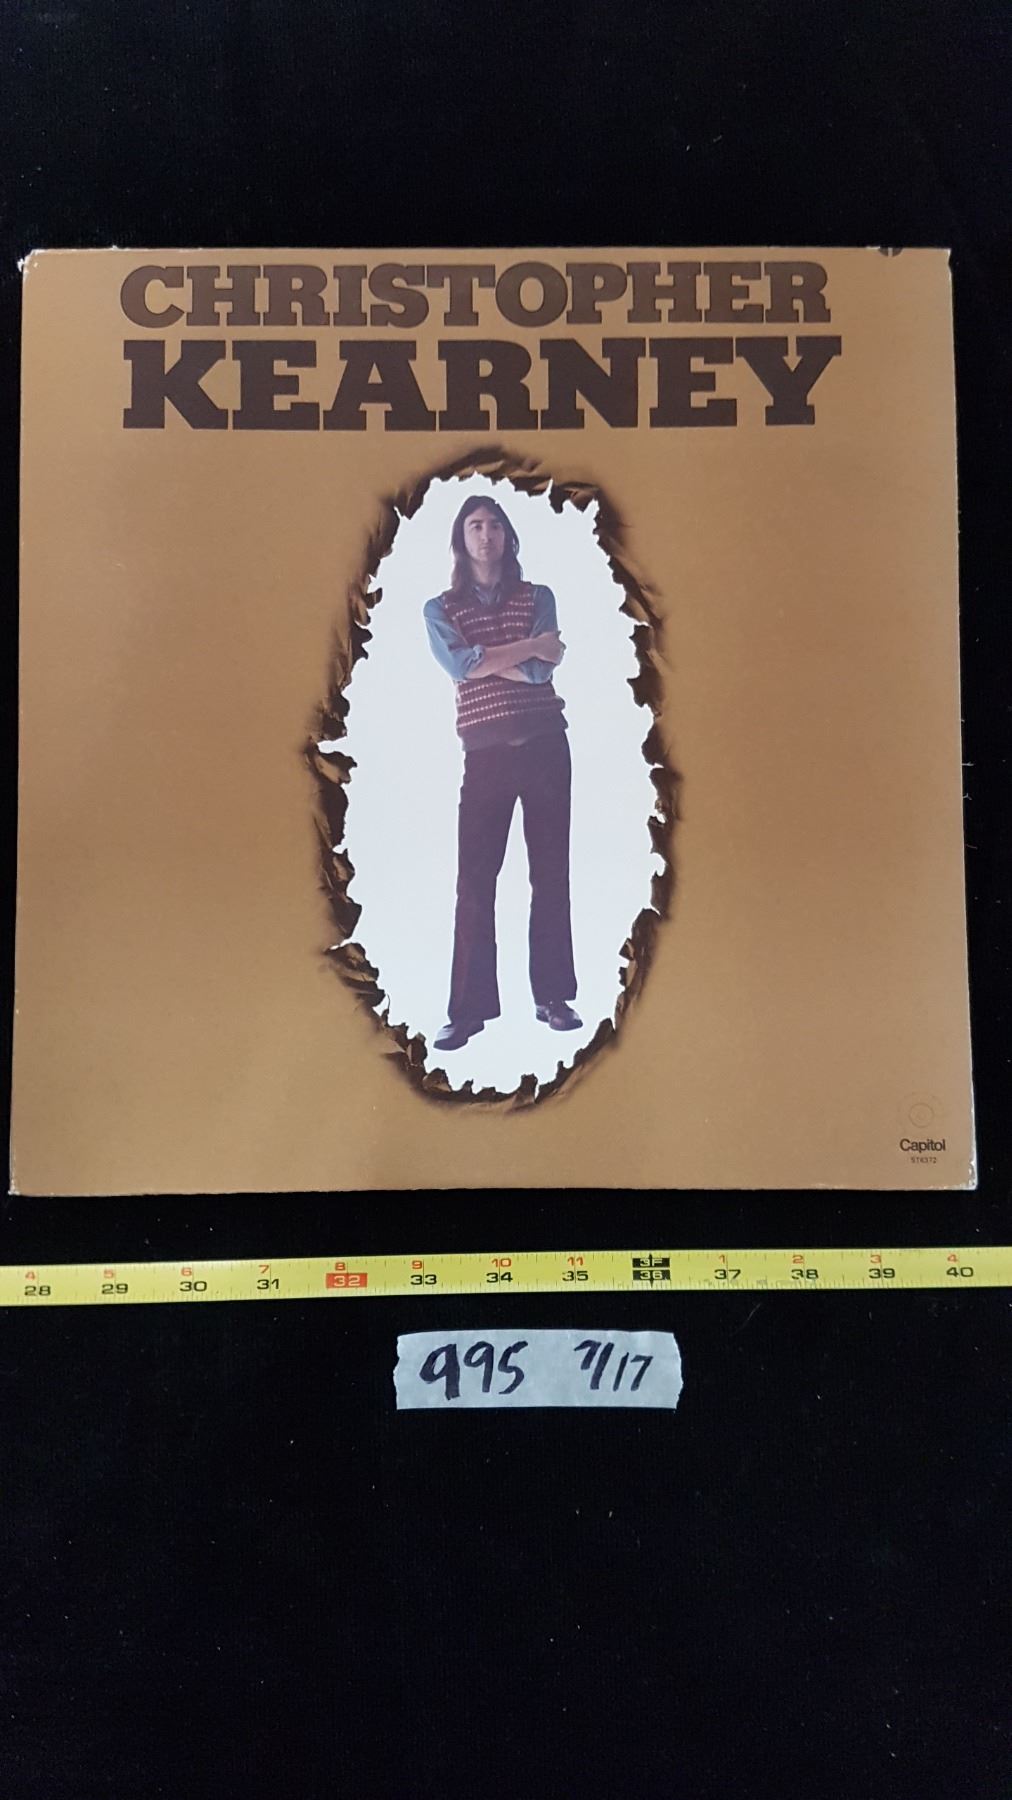 CHRISTOPHER
KEARNEY
Capitol
ST6372
4 5 6 7 8 9 10 11 3F 1 2 3 4
28 29 30 31 32 33 34 35 36 37 38 39 40
995 7/17